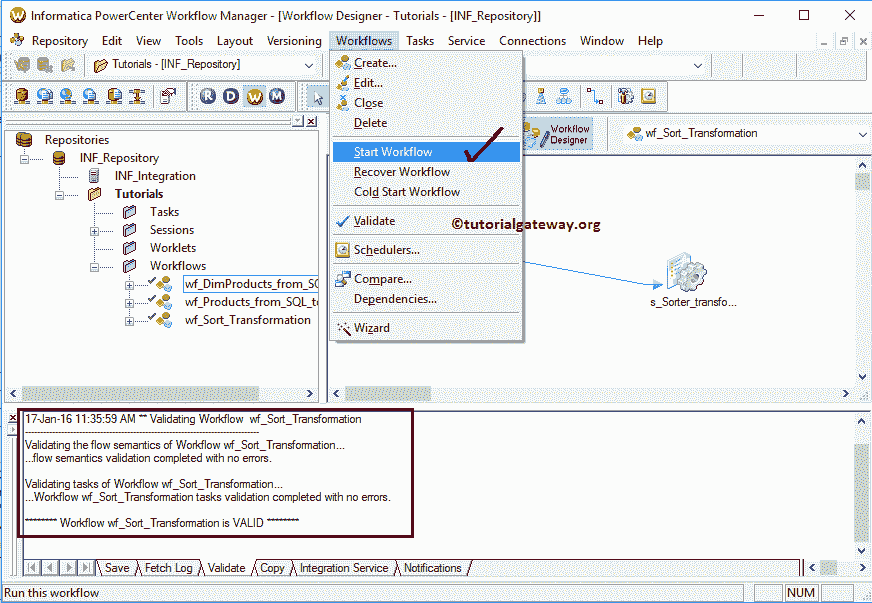 Informatica PowerCenter Workflow Manager - [Workflow Designer - Tutorials - [INF_Repository]]
Repository Edit View Tools Layout Versioning Workflows Tasks Service Connections Window Help
Tutorials - [INF_Repository]
R D W M
Create...
Edit...
Close
Delete
Start Workflow
Recover Workflow
Cold Start Workflow
Validate
Schedulers...
Compare...
Dependencies...
Wizard
Workflow
Designer
wf_Sort_Transformation
©tutorialgateway.org
s_Sorter_transfo...
Repositories
INF_Repository
INF_Integration
Tutorials
Tasks
Sessions
Worklets
Workflows
wf_DimProducts_from_SQ
wf_Products_from_SQL_t
wf_Sort_Transformation
17-Jan-16 11:35:59 AM ** Validating Workflow wf_Sort_Transformation
Validating the flow semantics of Workflow wf_Sort_Transformation...
...flow semantics validation completed with no errors.
Validating tasks of Workflow wf_Sort_Transformation...
...Workflow wf_Sort_Transformation tasks validation completed with no errors.
******** Workflow wf_Sort_Transformation is VALID ********
Save Fetch Log Validate Copy Integration Service Notifications
Run this workflow
NUM